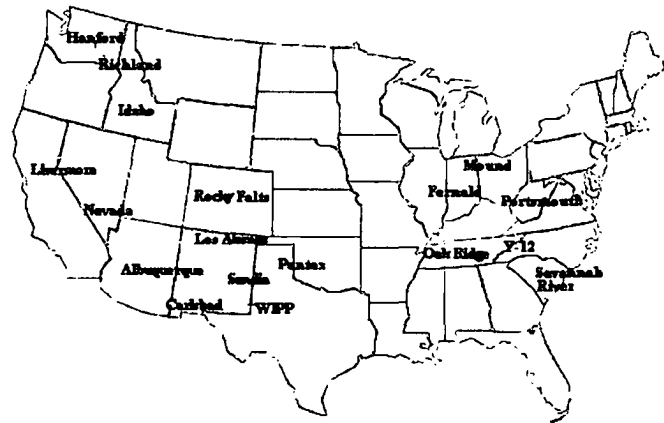 Hanford
Richland
Idaho
Livermore
Nevada
Rocky Falts
Mound
Fernald
Portsmouth
Los Alamos
Y-12
Oak Ridge
Albuquerque
Sandia
Pantex
Savannah
River
Carlsbad
WIPP